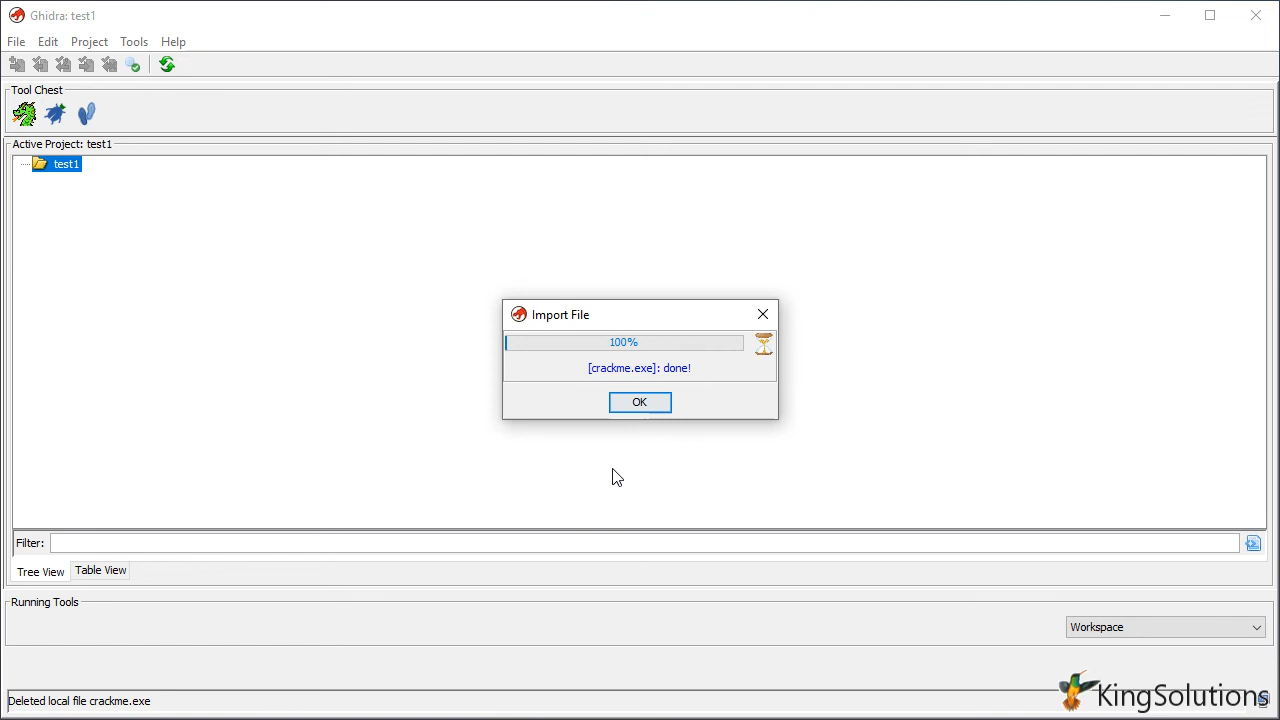 Ghidra: test1
File Edit Project Tools Help
Tool Chest
Active Project: test1
test1
Import File
100%
[crackme.exe]: done!
OK
Filter:
Tree View Table View
Running Tools
Workspace
Deleted local file crackme.exe
KingSolutions